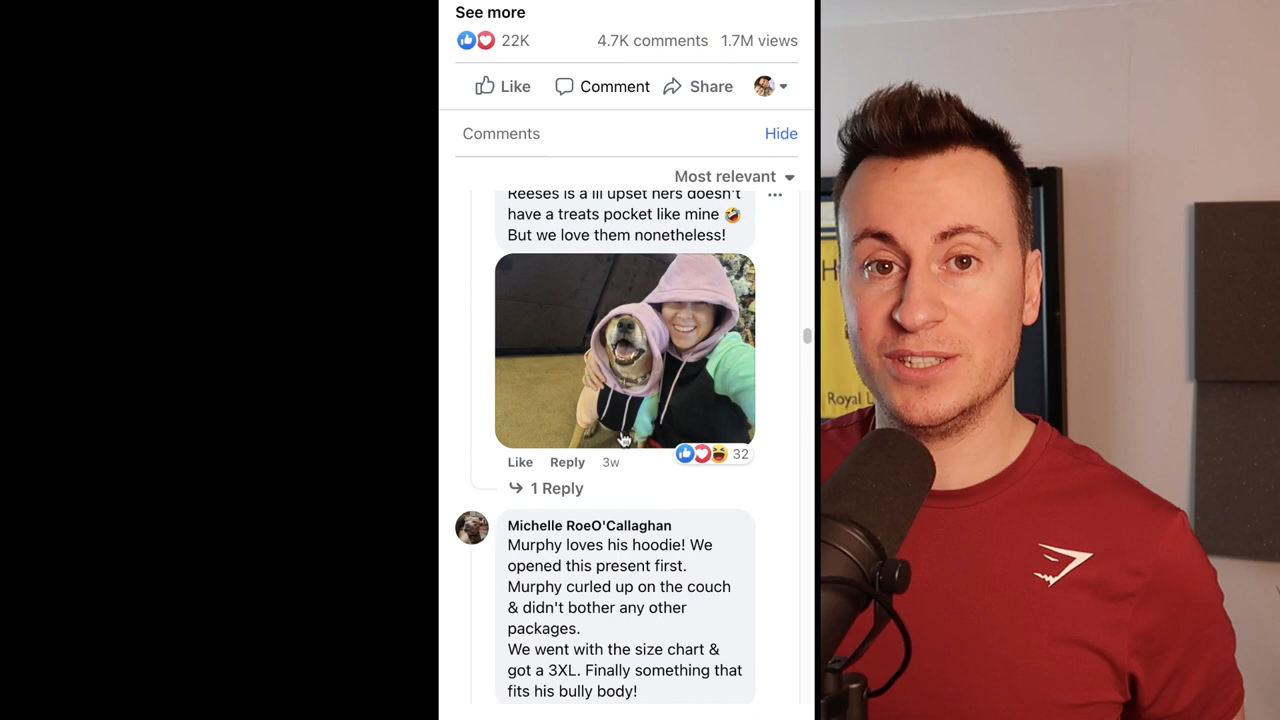 See more
22K
4.7K comments 1.7M views
Like Comment Share
Comments Hide
Most relevant
Reeses is a lil upset hers doesn't
have a treats pocket like mine 🤣
But we love them nonetheless!
Like Reply 3w 32
1 Reply
Michelle RoeO'Callaghan
Murphy loves his hoodie! We
opened this present first.
Murphy curled up on the couch
& didn't bother any other
packages.
We went with the size chart &
got a 3XL. Finally something that
fits his bully body!
H
Royal L